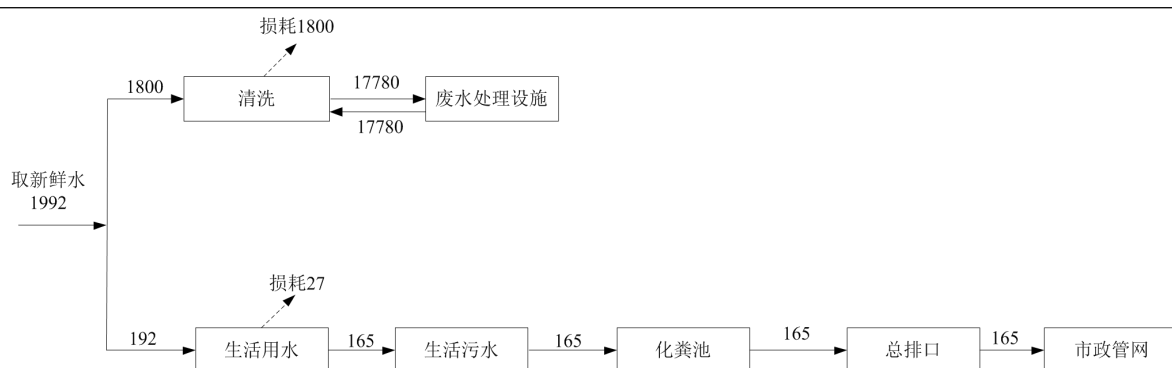 损耗1800
1800
清洗
17780
废水处理设施
17780
取新鲜水
1992
损耗27
192
生活用水
165
生活污水
165
化粪池
165
总排口
165
市政管网